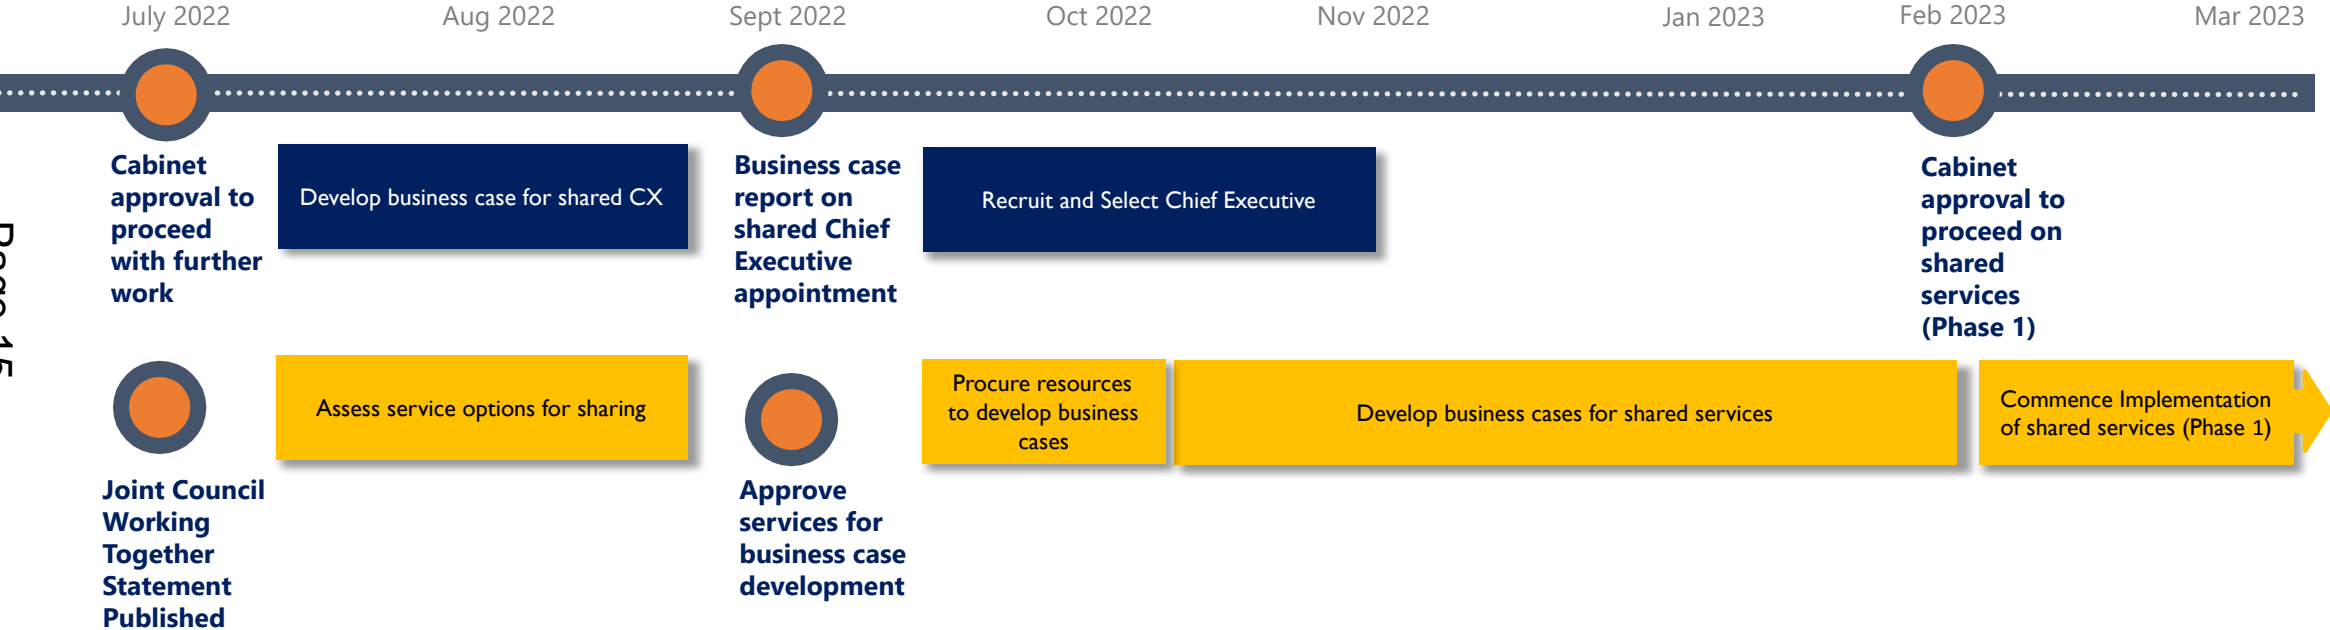 July 2022
Aug 2022
Sept 2022
Oct 2022
Nov 2022
Jan 2023
Feb 2023
Mar 2023
Cabinet
approval to
proceed
with further
work
Develop business case for shared CX
Business case
report on
shared Chief
Executive
appointment
Recruit and Select Chief Executive
Cabinet
approval to
proceed on
shared
services
(Phase 1)
Page 15
Assess service options for sharing
Procure resources
to develop business
cases
Develop business cases for shared services
Commence Implementation
of shared services (Phase 1)
Joint Council
Working
Together
Statement
Published
Approve
services for
business case
development